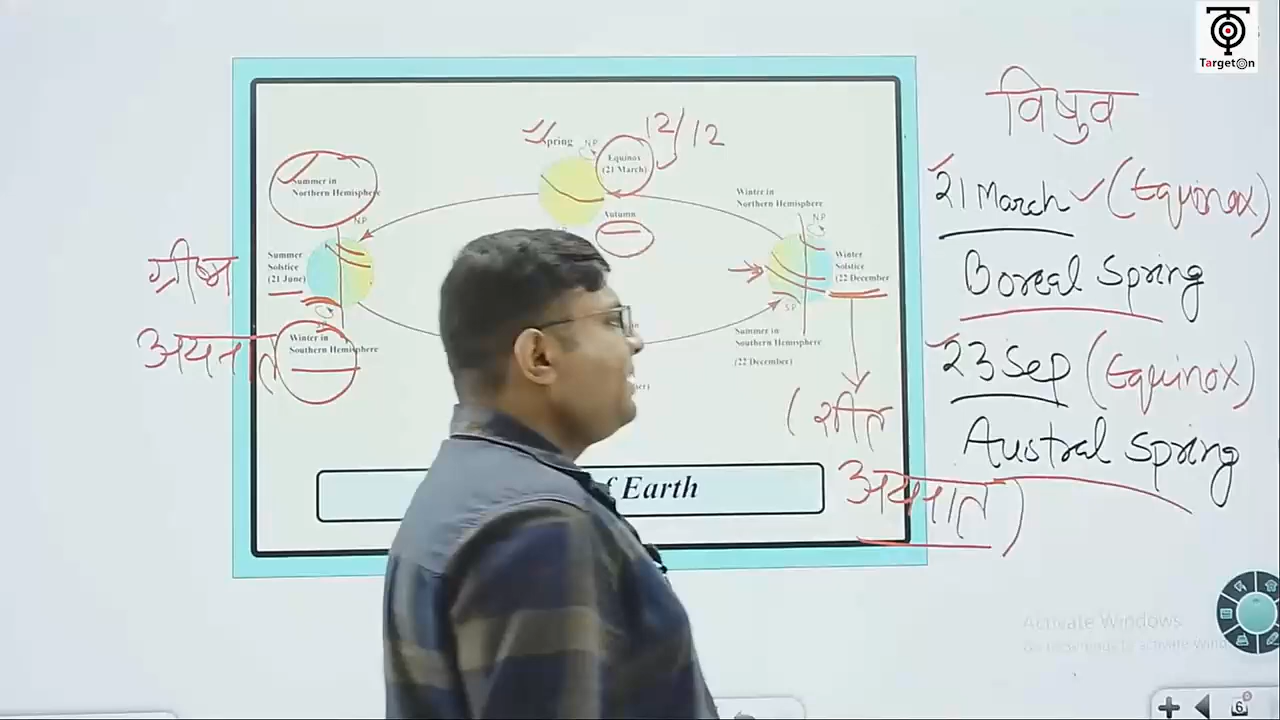 TargetOn
विषुव
21 March (Equinox)
Boreal Spring
23 Sep (Equinox)
Austral Spring
Spring
N.P
Equinox
(21 March)
12/12
Autumn
Summer in
Northern Hemisphere
N.P
Summer
Solstice
(21 June)
Winter in
Southern Hemisphere
ग्रीष्म
अयनांत
Winter in
Northern Hemisphere
N.P
Winter
Solstice
(22 December
S.P
Summer in
Southern Hemisphere
(22 December)
(शीत
अयनांत)
f Earth
Activate Windows